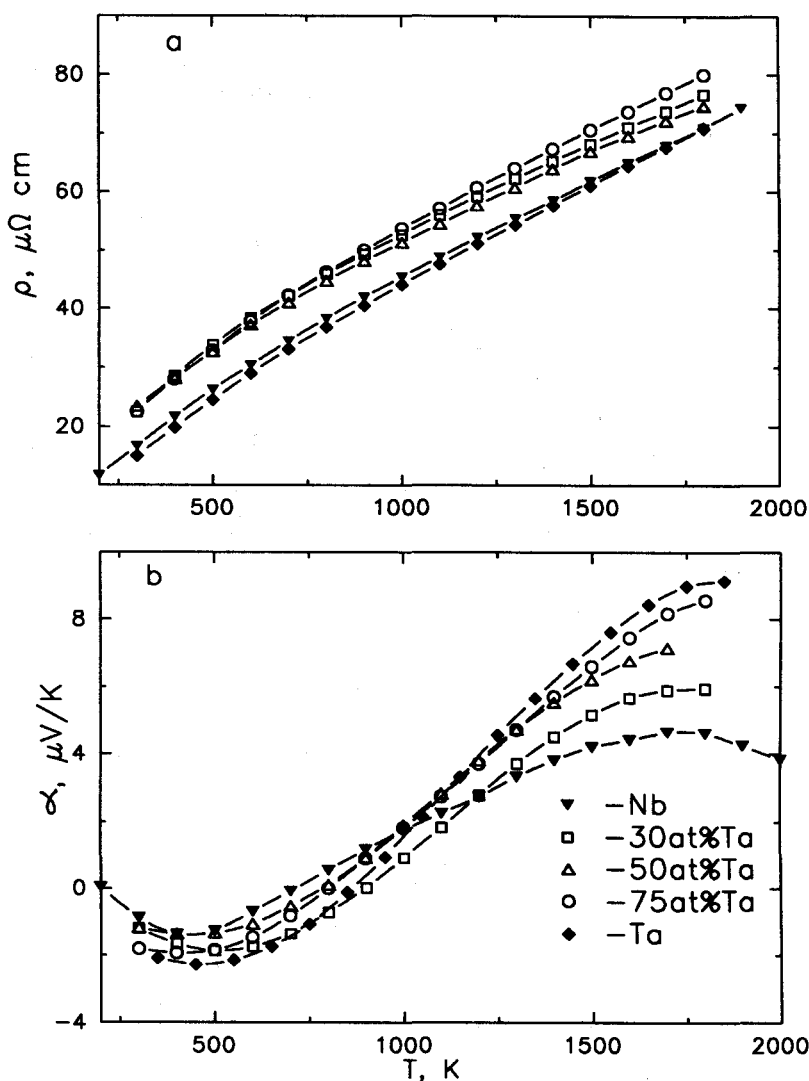 a
80
60
40
20
ρ, μΩ cm
500
1000
1500
2000
b
8
4
0
-4
α, μV/K
▼ -Nb
□ -30at%Ta
△ -50at%Ta
○ -75at%Ta
◆ -Ta
500
1000
1500
2000
T, K